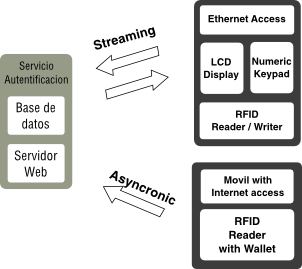 Streaming
Ethernet Access
LCD
Display
Numeric
Keypad
RFID
Reader / Writer
Servicio
Autentificacion
Base de
datos
Servidor
Web
Asyncronic
Movil with
Internet access
RFID
Reader
with Wallet